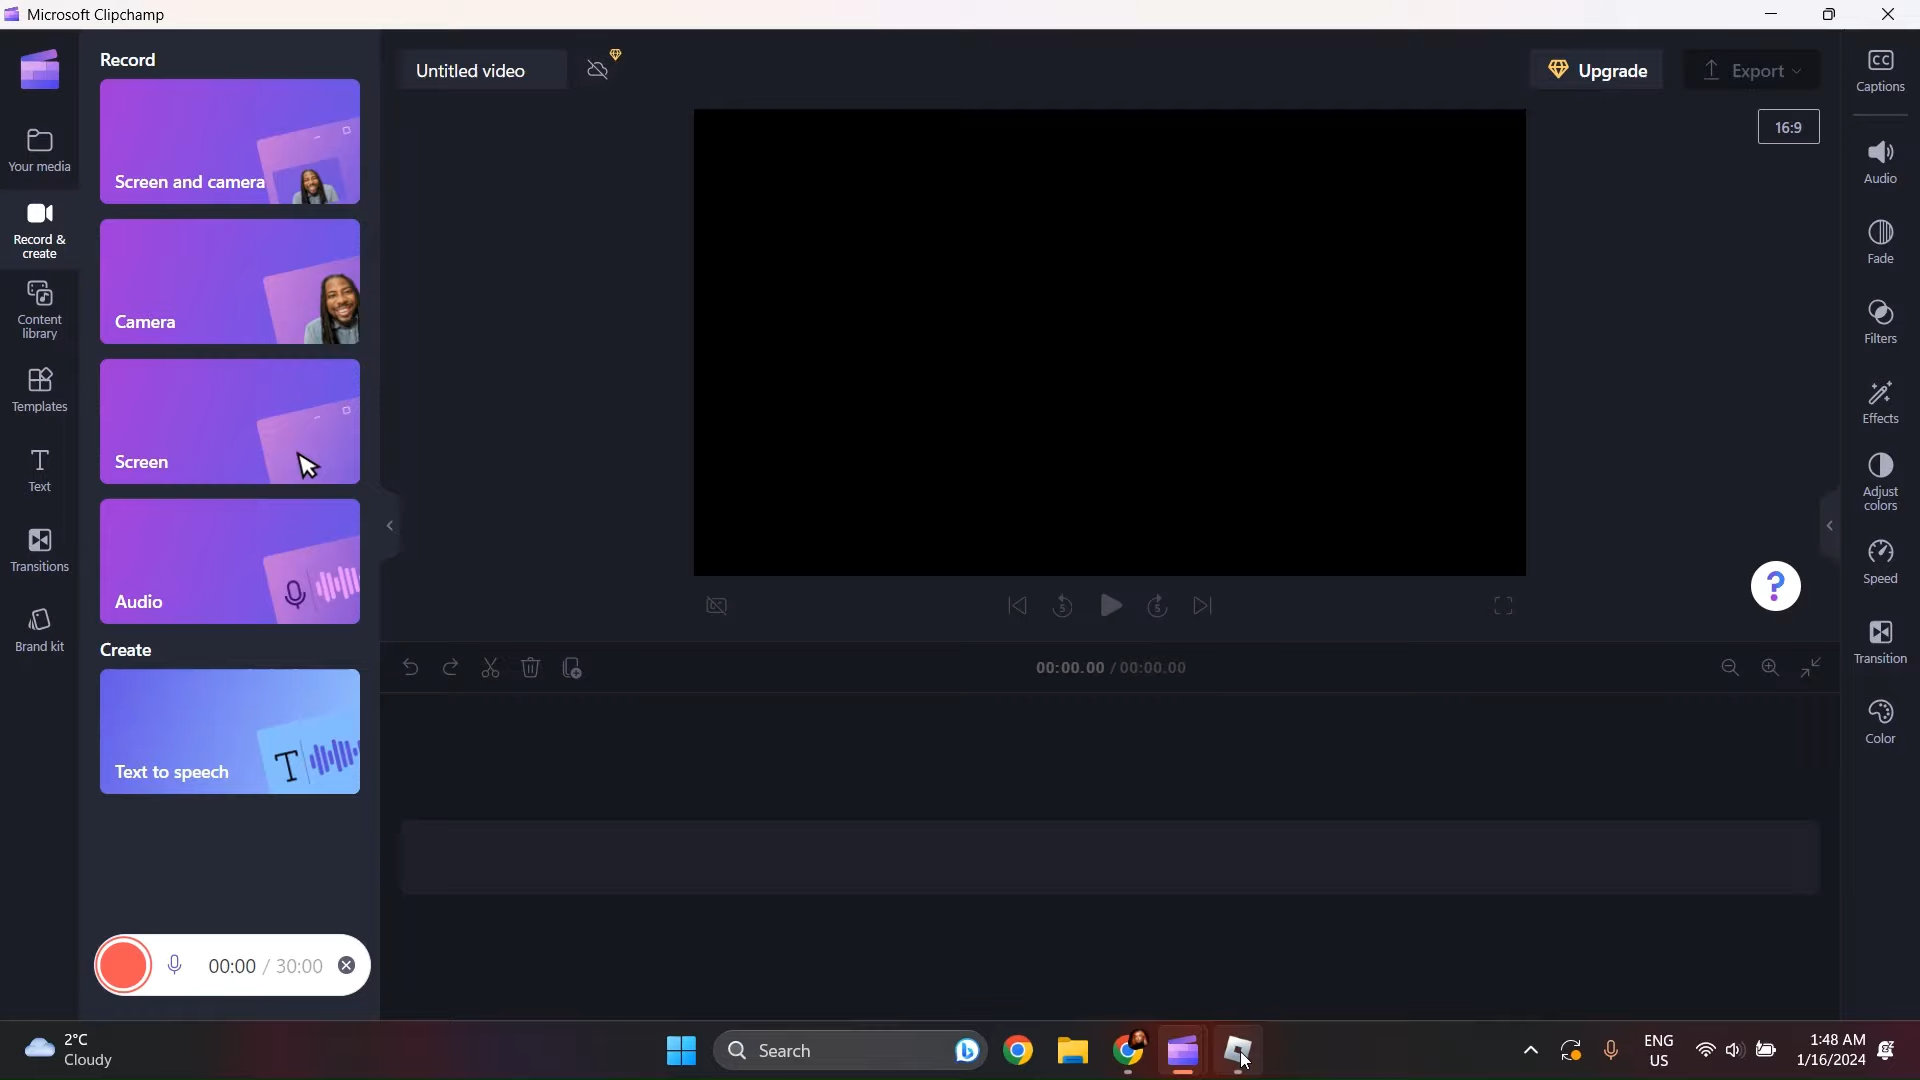 Microsoft Clipchamp
Record
Untitled video
Upgrade
Export
CC
Captions
16:9
Your media
Screen and camera
Audio
Record &
create
Fade
Camera
Content
library
Filters
Templates
Effects
Screen
Text
Adjust
colors
Transitions
Speed
Audio
?
5
5
Brand kit
Create
Transition
00:00.00 / 00:00.00
Color
T
Text to speech
00:00 / 30:00
2°C
Cloudy
Search
ENG
US
1:48 AM
1/16/2024